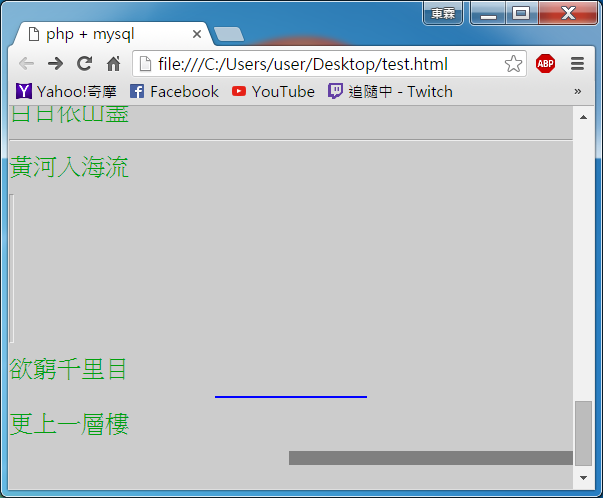 東霖
php + mysql
file:///C:/Users/user/Desktop/test.html
ABP
Yahoo!奇摩 Facebook YouTube 追隨中 - Twitch »
白日依山盡
黃河入海流
欲窮千里目
更上一層樓